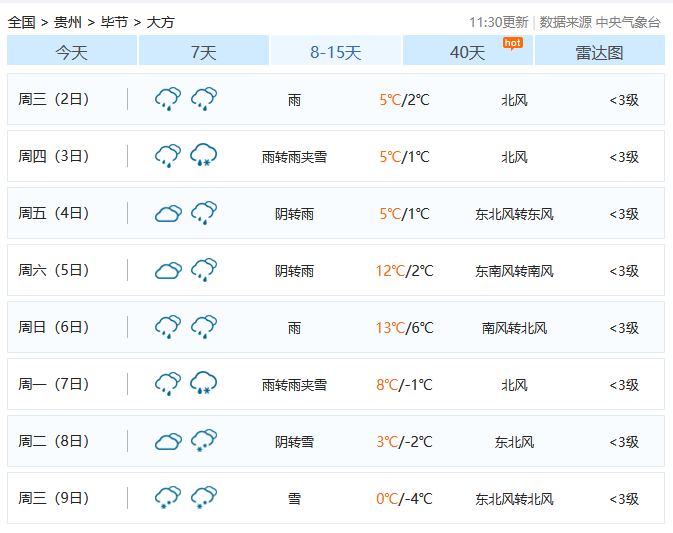 全国 > 贵州 > 毕节 > 大方 11:30更新 | 数据来源 中央气象台
今天 7天 8-15天 40天 hot 雷达图
周三（2日） 雨 5℃/2℃ 北风 <3级
周四（3日） 雨转雨夹雪 5℃/1℃ 北风 <3级
周五（4日） 阴转雨 5℃/1℃ 东北风转东风 <3级
周六（5日） 阴转雨 12℃/2℃ 东南风转南风 <3级
周日（6日） 雨 13℃/6℃ 南风转北风 <3级
周一（7日） 雨转雨夹雪 8℃/-1℃ 北风 <3级
周二（8日） 阴转雪 3℃/-2℃ 东北风 <3级
周三（9日） 雪 0℃/-4℃ 东北风转北风 <3级